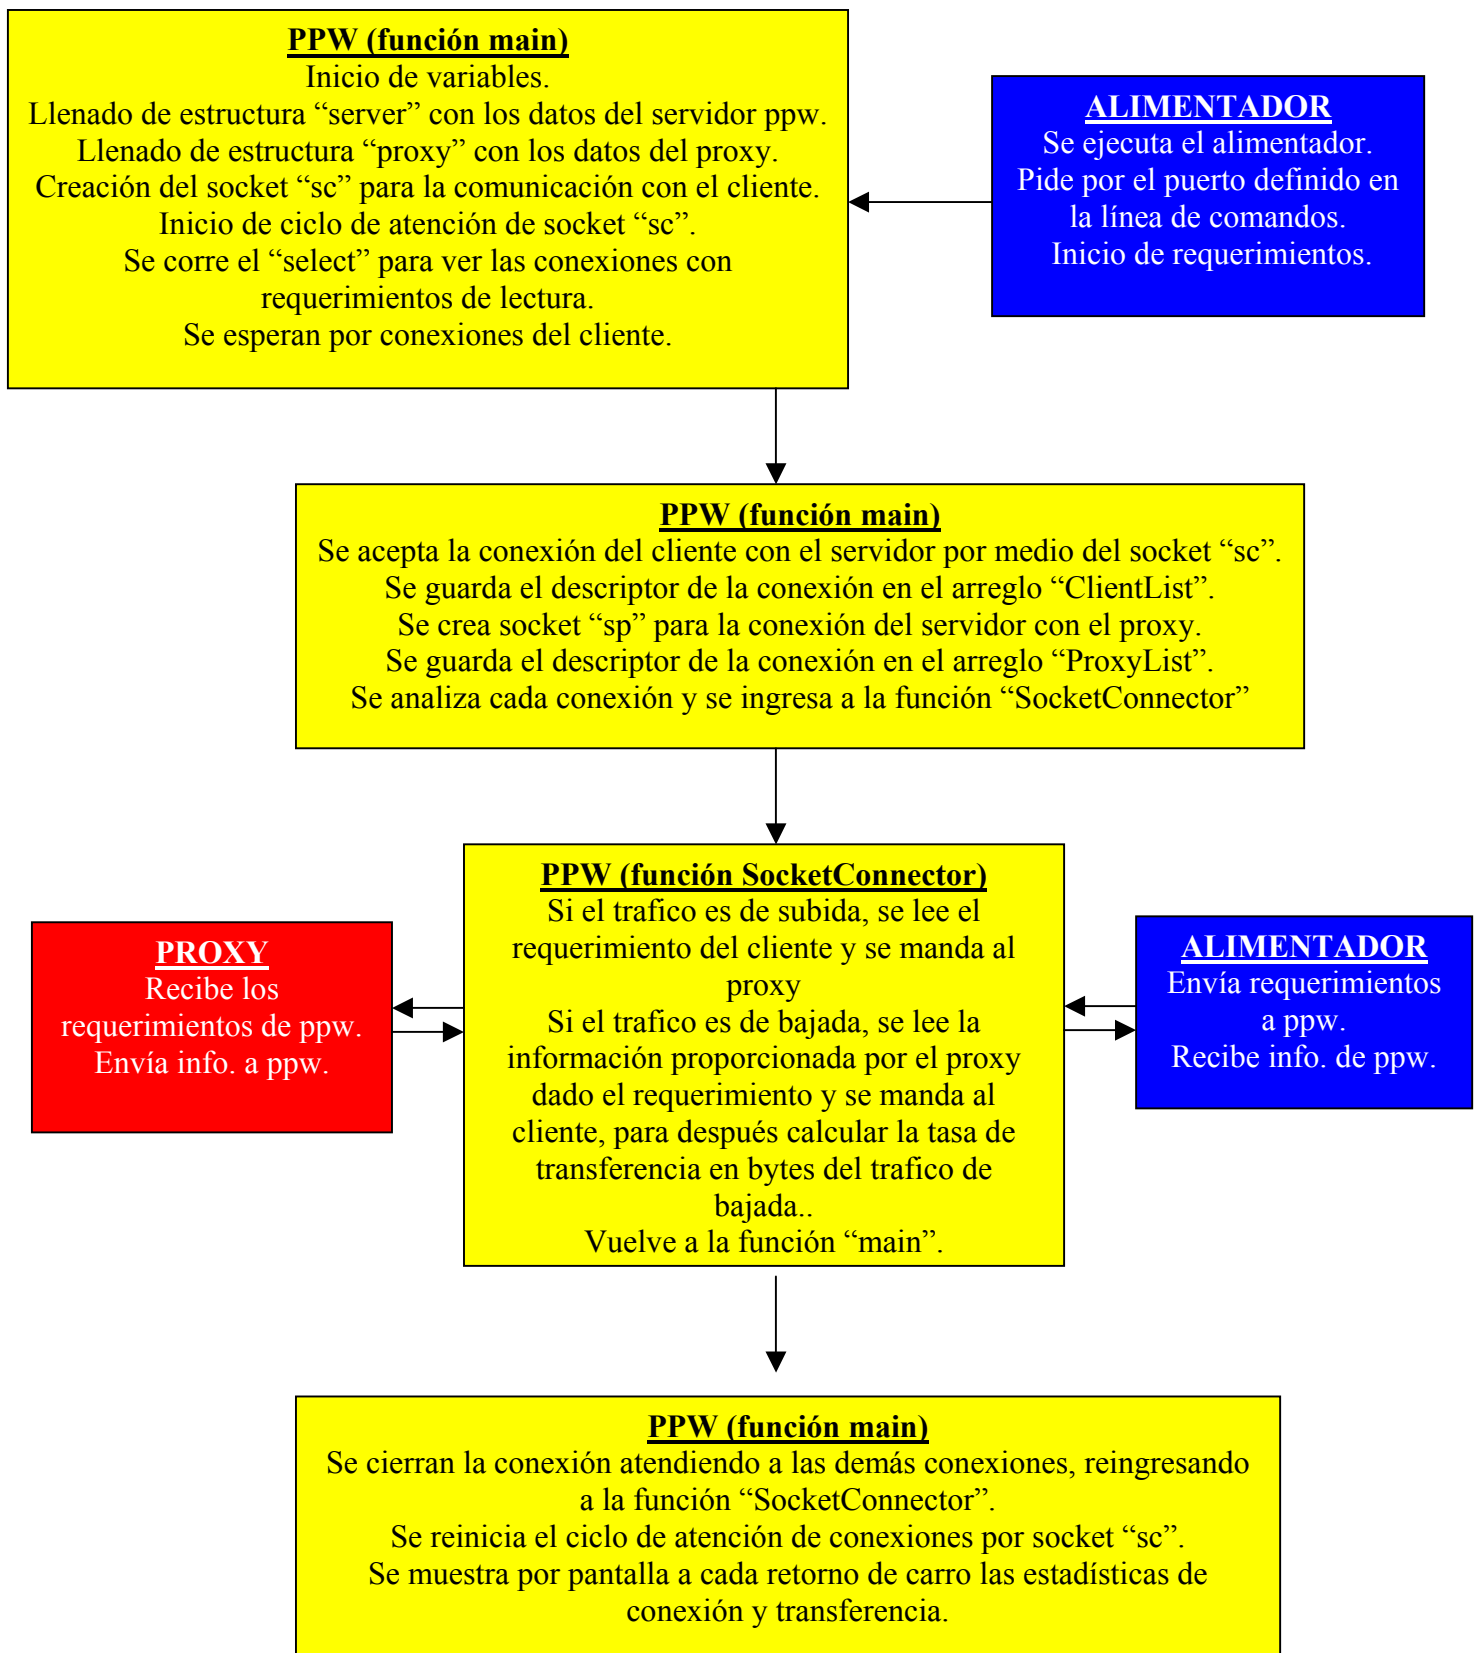 PPW (función main)
Inicio de variables.
Llenado de estructura “server” con los datos del servidor ppw.
Llenado de estructura “proxy” con los datos del proxy.
Creación del socket “sc” para la comunicación con el cliente.
Inicio de ciclo de atención de socket “sc”.
Se corre el “select” para ver las conexiones con
requerimientos de lectura.
Se esperan por conexiones del cliente.
ALIMENTADOR
Se ejecuta el alimentador.
Pide por el puerto definido en
la línea de comandos.
Inicio de requerimientos.
PPW (función main)
Se acepta la conexión del cliente con el servidor por medio del socket “sc”.
Se guarda el descriptor de la conexión en el arreglo “ClientList”.
Se crea socket “sp” para la conexión del servidor con el proxy.
Se guarda el descriptor de la conexión en el arreglo “ProxyList”.
Se analiza cada conexión y se ingresa a la función “SocketConnector”
PROXY
Recibe los
requerimientos de ppw.
Envía info. a ppw.
PPW (función SocketConnector)
Si el trafico es de subida, se lee el
requerimiento del cliente y se manda al
proxy
Si el trafico es de bajada, se lee la
información proporcionada por el proxy
dado el requerimiento y se manda al
cliente, para después calcular la tasa de
transferencia en bytes del trafico de
bajada..
Vuelve a la función “main”.
ALIMENTADOR
Envía requerimientos
a ppw.
Recibe info. de ppw.
PPW (función main)
Se cierran la conexión atendiendo a las demás conexiones, reingresando
a la función “SocketConnector”.
Se reinicia el ciclo de atención de conexiones por socket “sc”.
Se muestra por pantalla a cada retorno de carro las estadísticas de
conexión y transferencia.